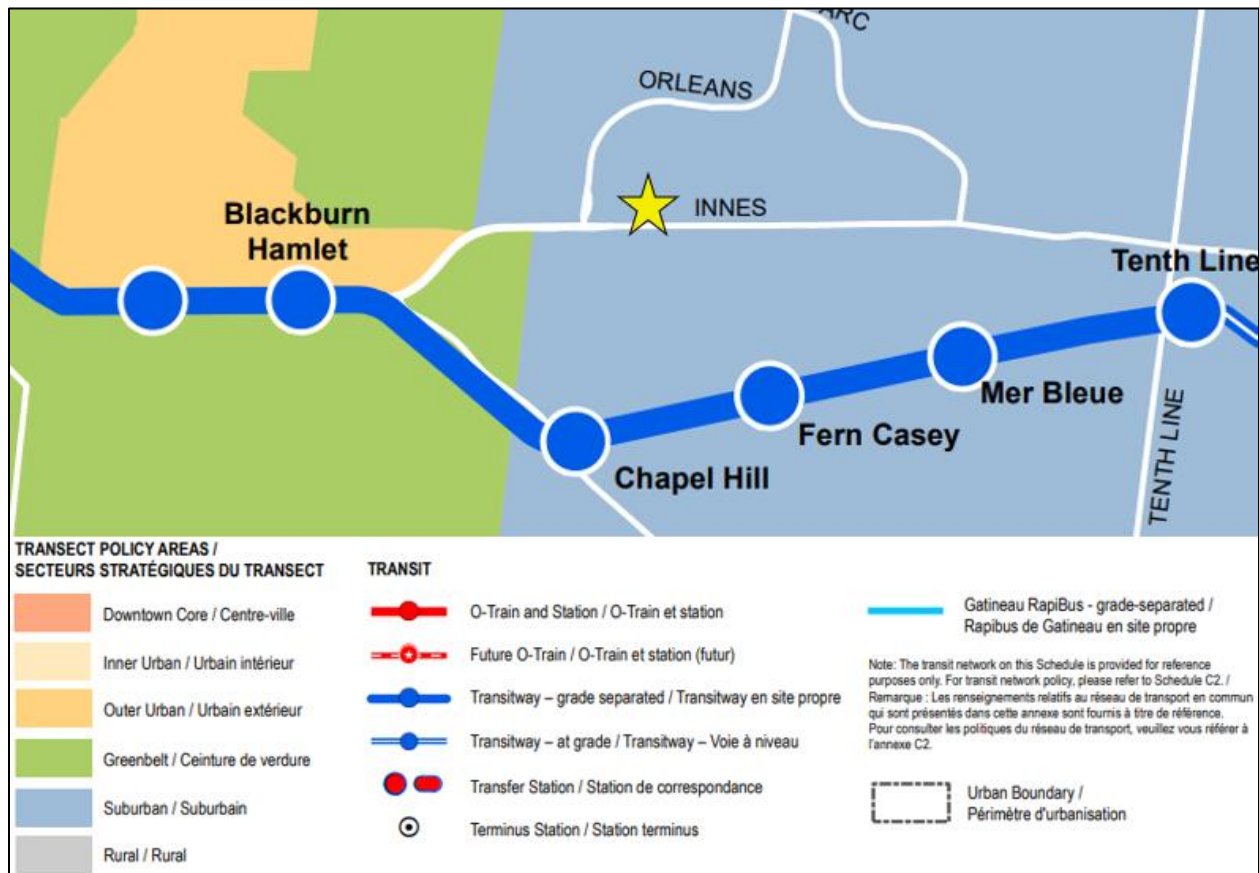 ARC
ORLEANS
INNES
Blackburn
Hamlet
Tenth Line
Mer Bleue
Fern Casey
Chapel Hill
TENTH LINE
TRANSECT POLICY AREAS /
SECTEURS STRATÉGIQUES DU TRANSECT
Downtown Core / Centre-ville
Inner Urban / Urbain intérieur
Outer Urban / Urbain extérieur
Greenbelt / Ceinture de verdure
Suburban / Suburbain
Rural / Rural
TRANSIT
O-Train and Station / O-Train et station
Future O-Train / O-Train et station (futur)
Transitway – grade separated / Transitway en site propre
Transitway – at grade / Transitway – Voie à niveau
Transfer Station / Station de correspondance
Terminus Station / Station terminus
Gatineau RapiBus - grade-separated /
Rapibus de Gatineau en site propre
Note: The transit network on this Schedule is provided for reference
purposes only. For transit network policy, please refer to Schedule C2. /
Remarque : Les renseignements relatifs au réseau de transport en commun
qui sont présentés dans cette annexe sont fournis à titre de référence.
Pour consulter les politiques du réseau de transport, veuillez vous référer à
l'annexe C2.
Urban Boundary /
Périmètre d'urbanisation